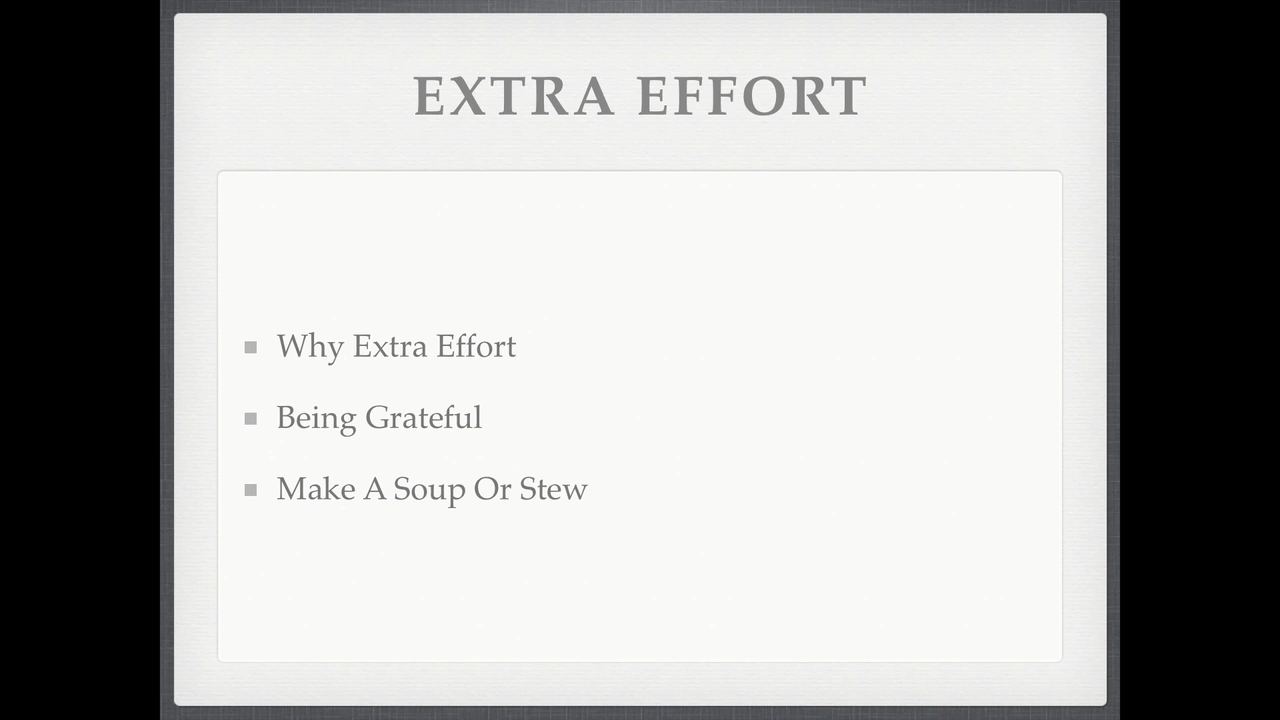 EXTRA EFFORT
Why Extra Effort
Being Grateful
Make A Soup Or Stew